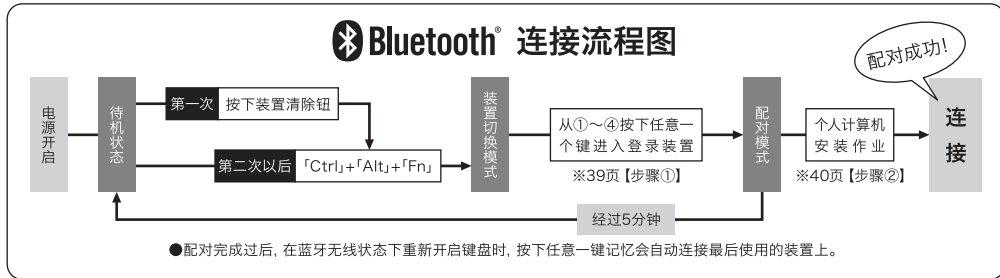 Bluetooth® 连接流程图
配对成功!
电源开启
待机状态
第一次 按下装置清除钮
第二次以后 「Ctrl」+「Alt」+「Fn」
装置切换模式
从①～④按下任意一
个键进入登录装置
※39页【步骤①】
配对模式
个人计算机
安装作业
※40页【步骤②】
连接
经过5分钟
●配对完成过后, 在蓝牙无线状态下重新开启键盘时, 按下任意一键记忆会自动连接最后使用的装置上。